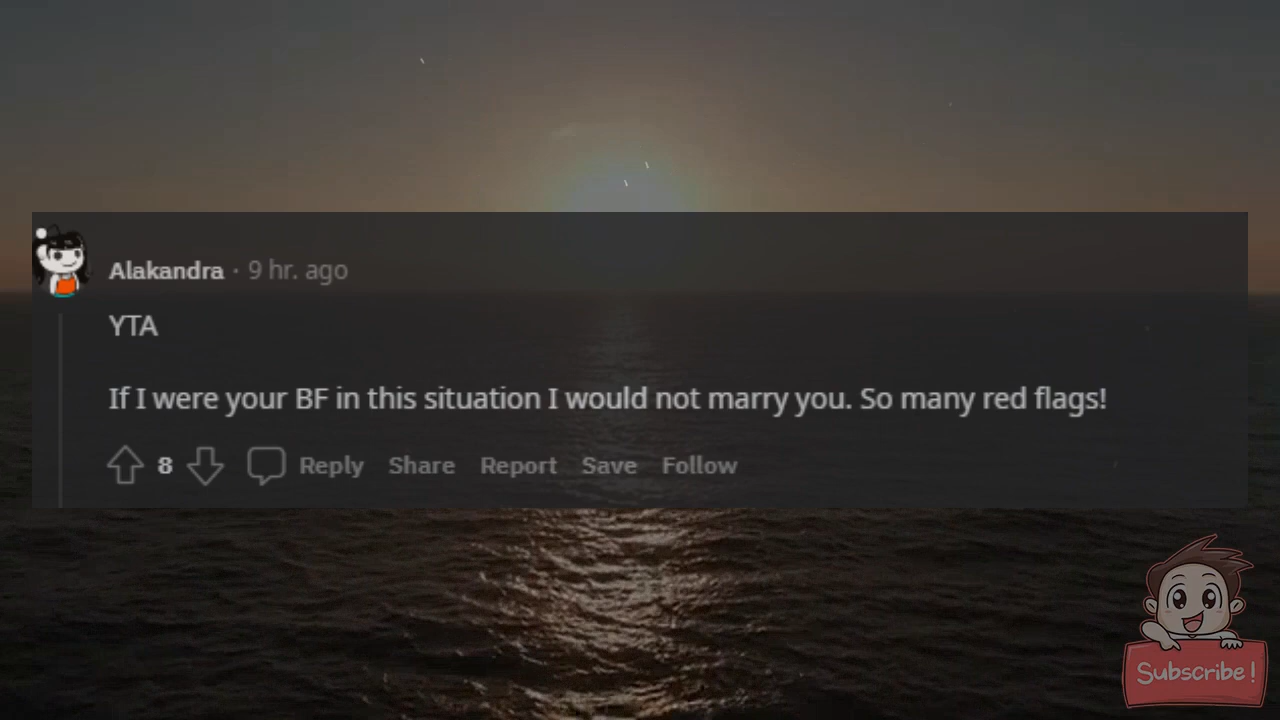 Alakandra · 9 hr. ago
YTA
If I were your BF in this situation I would not marry you. So many red flags!
8 Reply Share Report Save Follow
Subscribe!